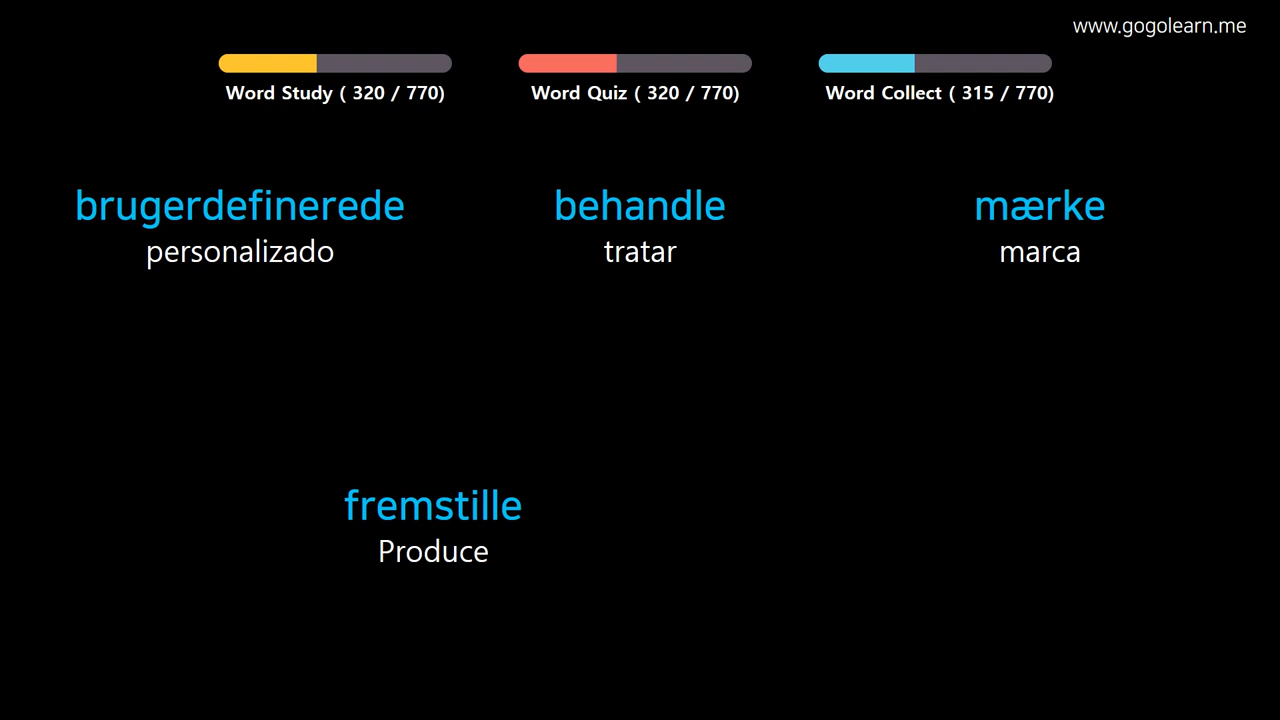 www.gogolearn.me
Word Study ( 320 / 770)
Word Quiz ( 320 / 770)
Word Collect ( 315 / 770)
brugerdefinerede
personalizado
behandle
tratar
mærke
marca
fremstille
Produce